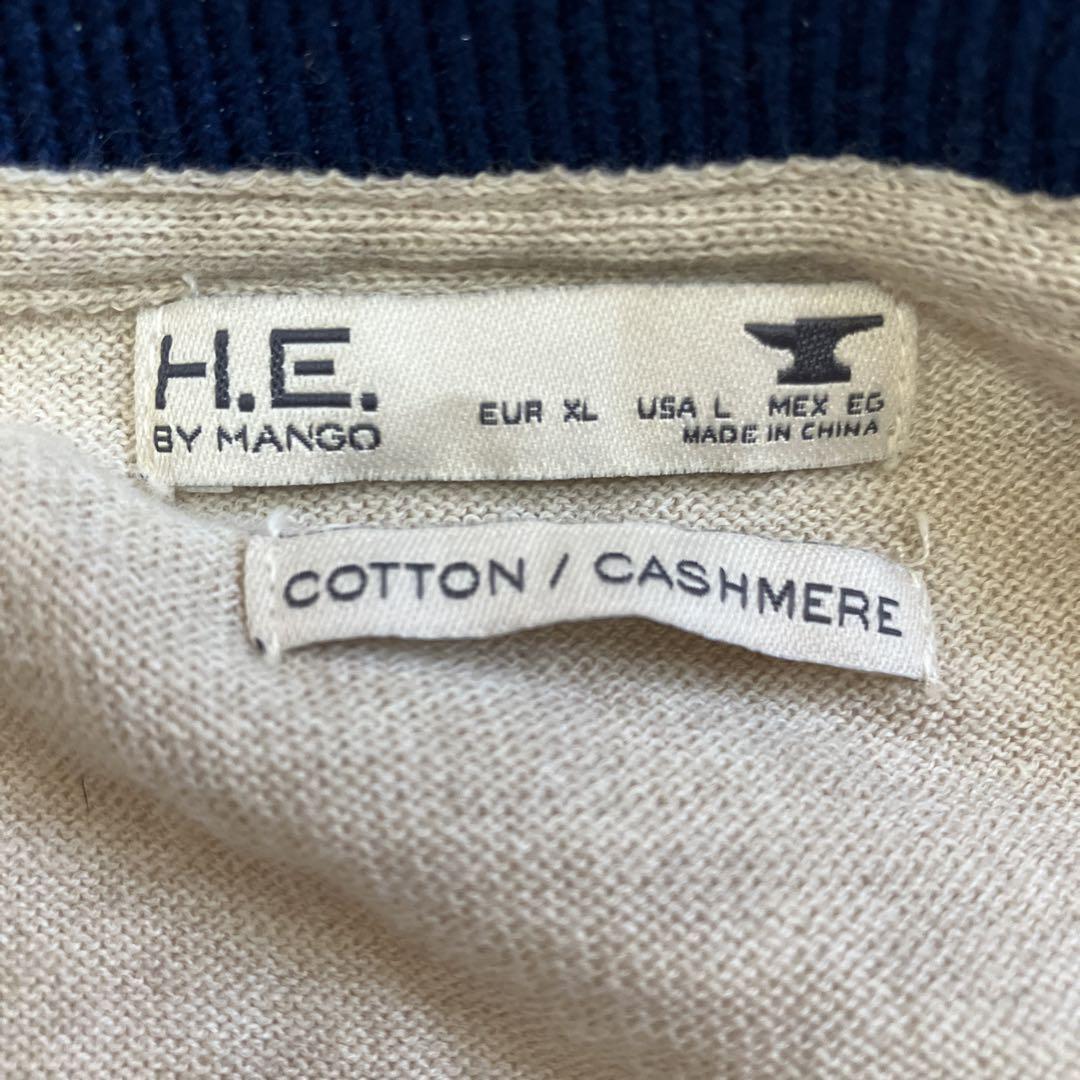 H.E.
BY MANGO
EUR XL USA L MEX EG
MADE IN CHINA
COTTON / CASHMERE